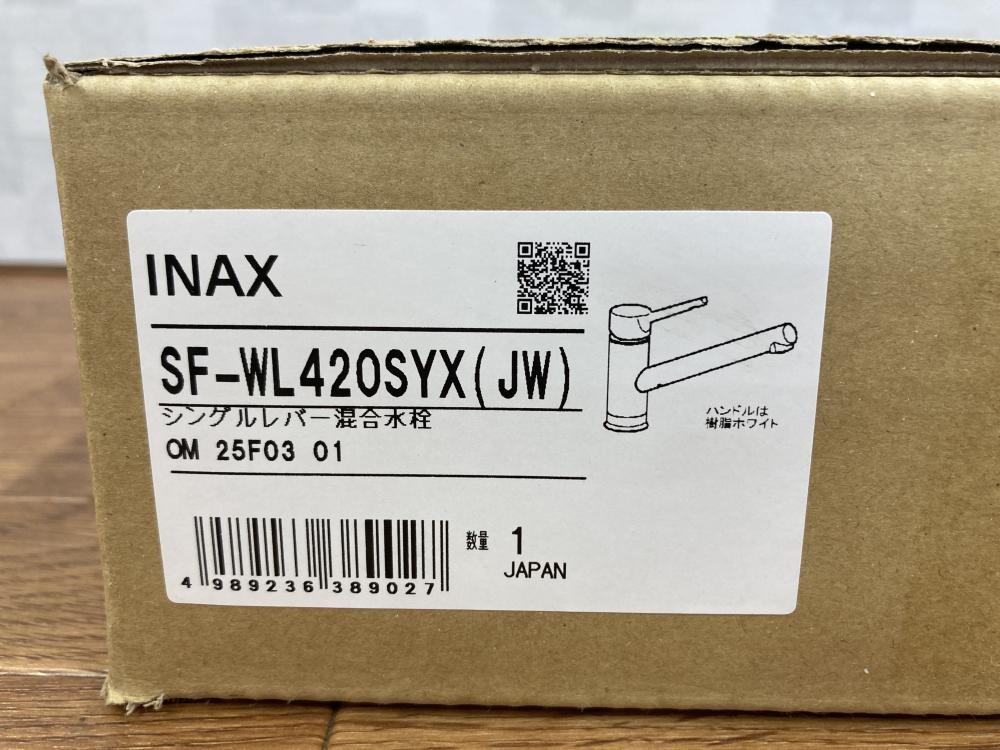 INAX
SF-WL420SYX(JW)
シングルレバー混合水栓
OM 25F03 01
ハンドルは
樹脂ホワイト
数量 1
JAPAN
4 989236 389027